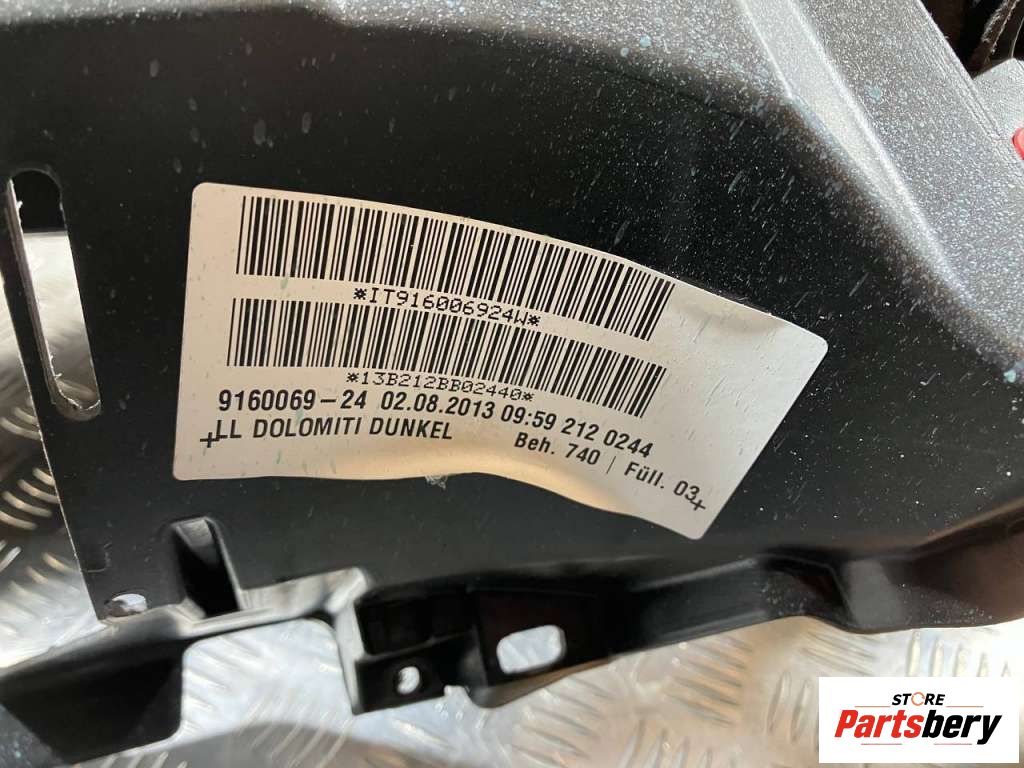 *IT916006924W*
*13B212BB02440*
9160069-24 02.08.2013 09:59 212 0244
LL DOLOMITI DUNKEL Beh. 740 | Füll. 03
STORE
Partsbery